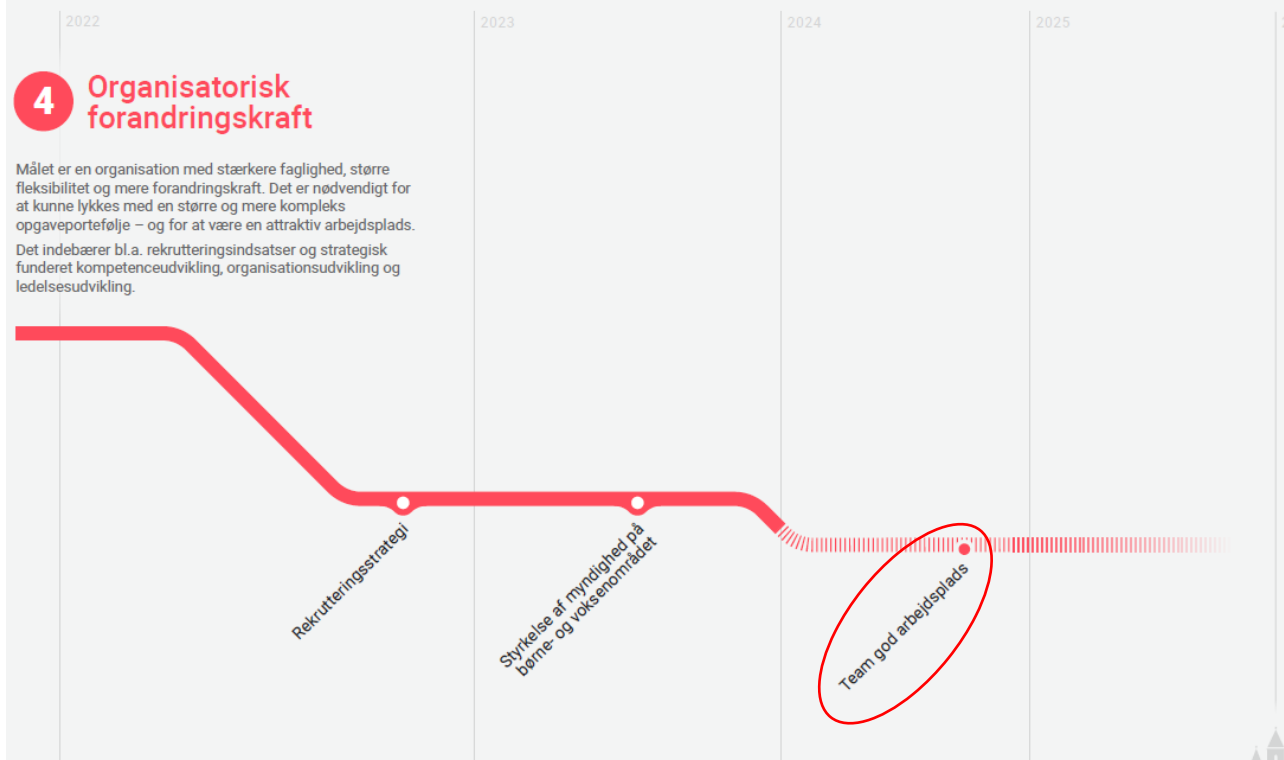 2022
2023
2024
2025
4
Organisatorisk
forandringskraft
Målet er en organisation med stærkere faglighed, større
fleksibilitet og mere forandringskraft. Det er nødvendigt for
at kunne lykkes med en større og mere kompleks
opgaveportefølje – og for at være en attraktiv arbejdsplads.
Det indebærer bl.a. rekrutteringsindsatser og strategisk
funderet kompetenceudvikling, organisationsudvikling og
ledelsesudvikling.
Rekrutteringsstrategi
Styrkelse af myndighed på
børne- og voksenområdet
Team god arbejdsplads